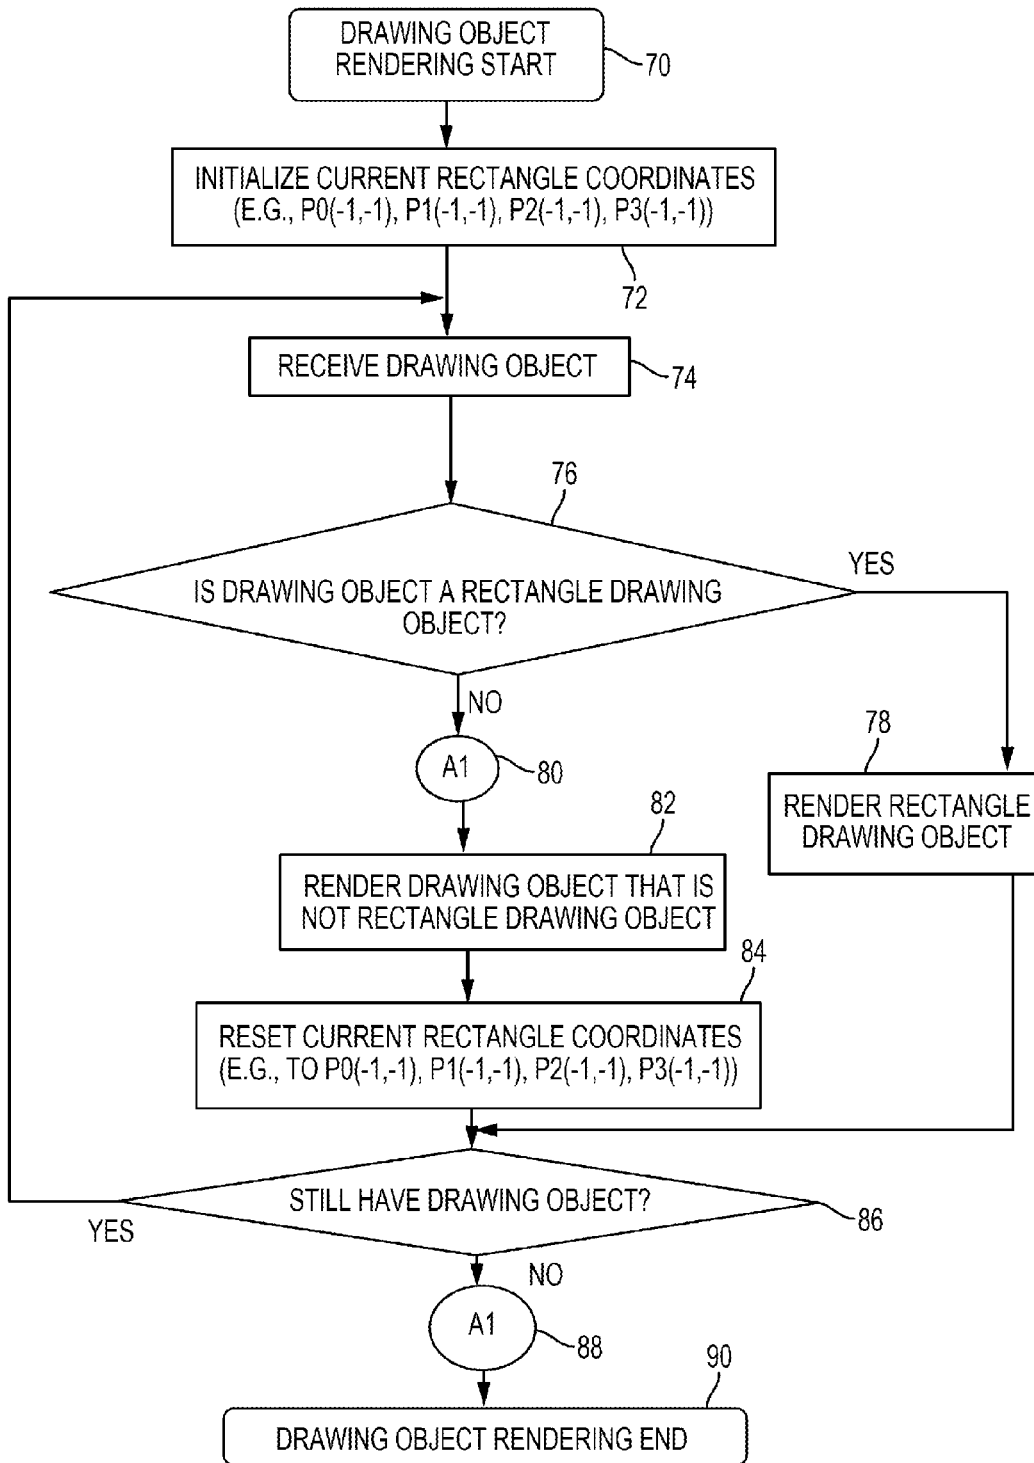 DRAWING OBJECT
RENDERING START
70
INITIALIZE CURRENT RECTANGLE COORDINATES
(E.G., P0(-1,-1), P1(-1,-1), P2(-1,-1), P3(-1,-1))
72
RECEIVE DRAWING OBJECT
74
76
IS DRAWING OBJECT A RECTANGLE DRAWING
OBJECT?
YES
NO
A1
80
78
RENDER RECTANGLE
DRAWING OBJECT
82
RENDER DRAWING OBJECT THAT IS
NOT RECTANGLE DRAWING OBJECT
84
RESET CURRENT RECTANGLE COORDINATES
(E.G., TO P0(-1,-1), P1(-1,-1), P2(-1,-1), P3(-1,-1))
STILL HAVE DRAWING OBJECT?
86
YES
NO
A1
88
90
DRAWING OBJECT RENDERING END